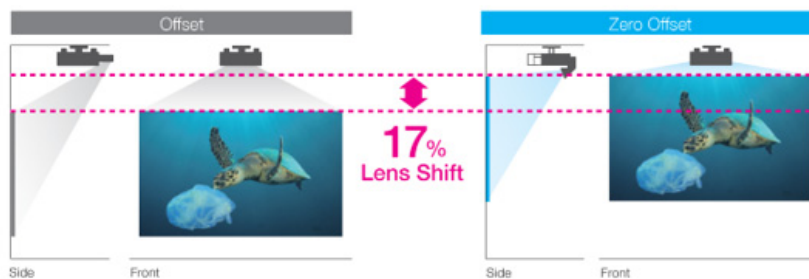 Offset
Zero Offset
17%
Lens Shift
Side
Front
Side
Front